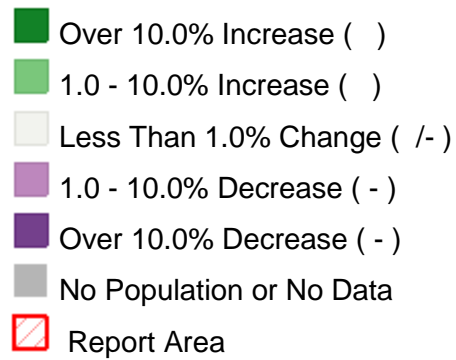 Over 10.0% Increase (   )
1.0 - 10.0% Increase (   )
Less Than 1.0% Change (  /- )
1.0 - 10.0% Decrease ( - )
Over 10.0% Decrease ( - )
No Population or No Data
Report Area